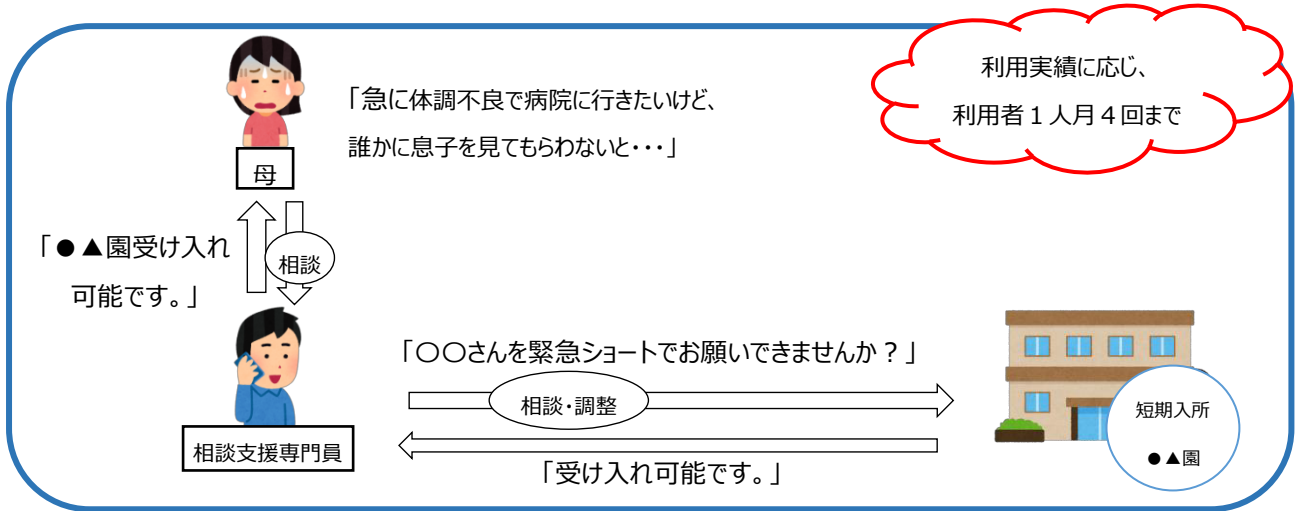 利用実績に応じ、
利用者1人月4回まで
「急に体調不良で病院に行きたいけど、
誰かに息子を見てもらわないと・・・」
母
「●▲園受け入れ
可能です。」
相談
「〇〇さんを緊急ショートでお願いできませんか?」
相談・調整
相談支援専門員
「受け入れ可能です。」
短期入所
●▲園